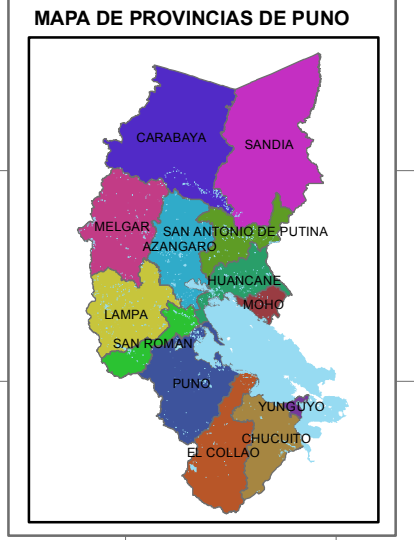 MAPA DE PROVINCIAS DE PUNO
CARABAYA
SANDIA
MELGAR
SAN ANTONIO DE PUTINA
AZANGARO
HUANCANE
MOHO
LAMPA
SAN ROMAN
PUNO
YUNGUYO
CHUCUITO
EL COLLAO